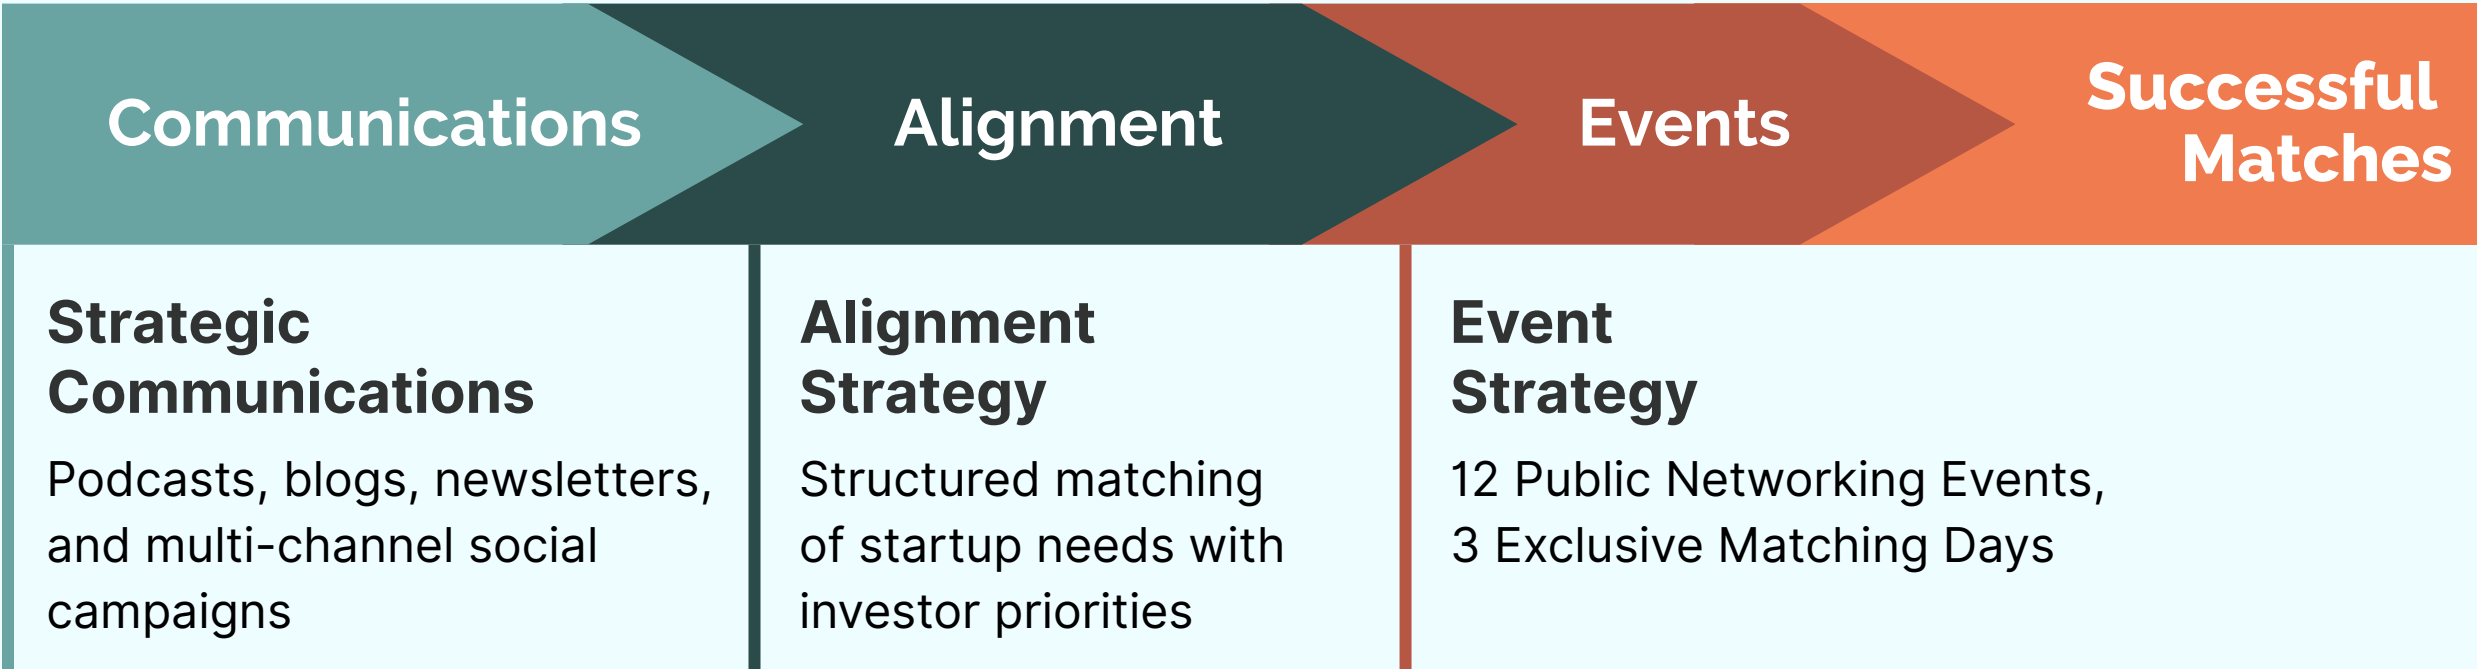 Communications
Alignment
Events
Successful
Matches
Strategic
Communications
Podcasts, blogs, newsletters,
and multi-channel social
campaigns
Alignment
Strategy
Structured matching
of startup needs with
investor priorities
Event
Strategy
12 Public Networking Events,
3 Exclusive Matching Days